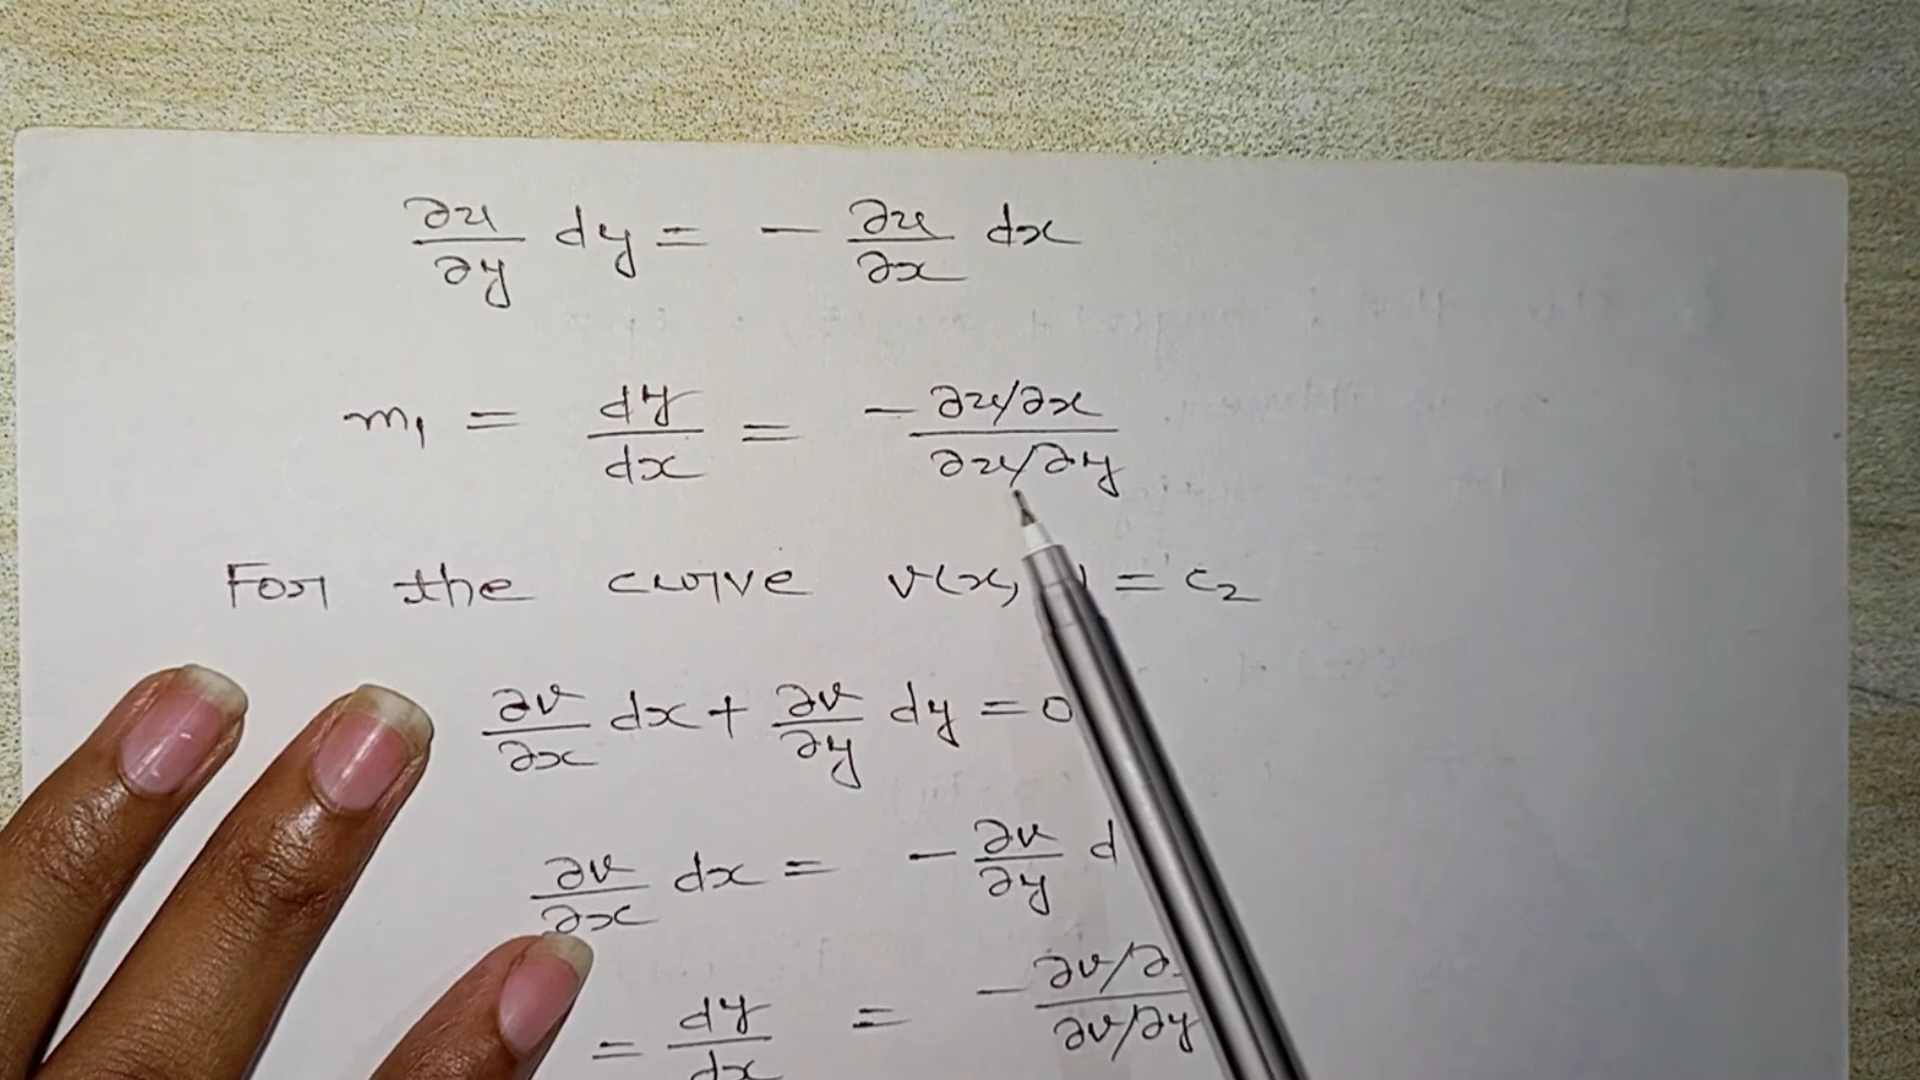 ∂u/∂y dy = - ∂u/∂x dx
m₁ = dy/dx = - (∂u/∂x)/(∂u/∂y)
For the curve v(x, ) = c₂
∂v/∂x dx + ∂v/∂y dy = 0
∂v/∂x dx = - ∂v/∂y d
= dy/dx = - (∂v/∂)/(∂v/∂y)